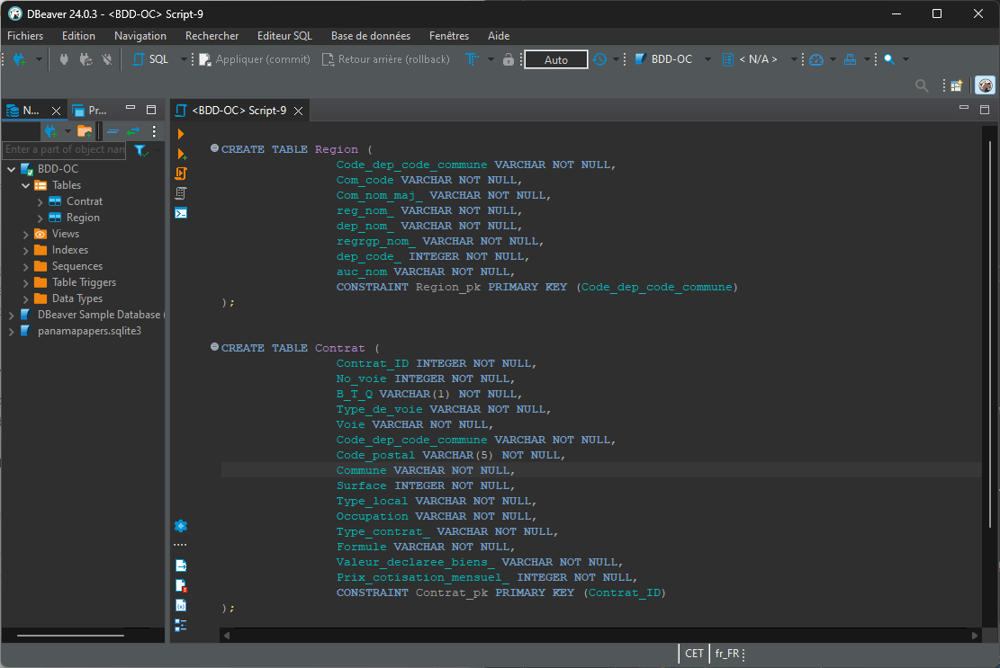 DBeaver 24.0.3 - <BDD-OC> Script-9
Fichiers Edition Navigation Rechercher Editeur SQL Base de données Fenêtres Aide
SQL Appliquer (commit) Retour arrière (rollback) Auto BDD-OC < N/A >
N... Pr...
<BDD-OC> Script-9
Enter a part of object nan
BDD-OC
Tables
Contrat
Region
Views
Indexes
Sequences
Table Triggers
Data Types
DBeaver Sample Database (
panamapapers.sqlite3
CREATE TABLE Region (
Code_dep_code_commune VARCHAR NOT NULL,
Com_code VARCHAR NOT NULL,
Com_nom_maj_ VARCHAR NOT NULL,
reg_nom_ VARCHAR NOT NULL,
dep_nom_ VARCHAR NOT NULL,
regrgp_nom_ VARCHAR NOT NULL,
dep_code_ INTEGER NOT NULL,
auc_nom VARCHAR NOT NULL,
CONSTRAINT Region_pk PRIMARY KEY (Code_dep_code_commune)
);
CREATE TABLE Contrat (
Contrat_ID INTEGER NOT NULL,
No_voie INTEGER NOT NULL,
B_T_Q VARCHAR(1) NOT NULL,
Type_de_voie VARCHAR NOT NULL,
Voie VARCHAR NOT NULL,
Code_dep_code_commune VARCHAR NOT NULL,
Code_postal VARCHAR(5) NOT NULL,
Commune VARCHAR NOT NULL,
Surface INTEGER NOT NULL,
Type_local VARCHAR NOT NULL,
Occupation VARCHAR NOT NULL,
Type_contrat_ VARCHAR NOT NULL,
Formule VARCHAR NOT NULL,
Valeur_declaree_biens_ VARCHAR NOT NULL,
Prix_cotisation_mensuel_ INTEGER NOT NULL,
CONSTRAINT Contrat_pk PRIMARY KEY (Contrat_ID)
);
CET fr_FR